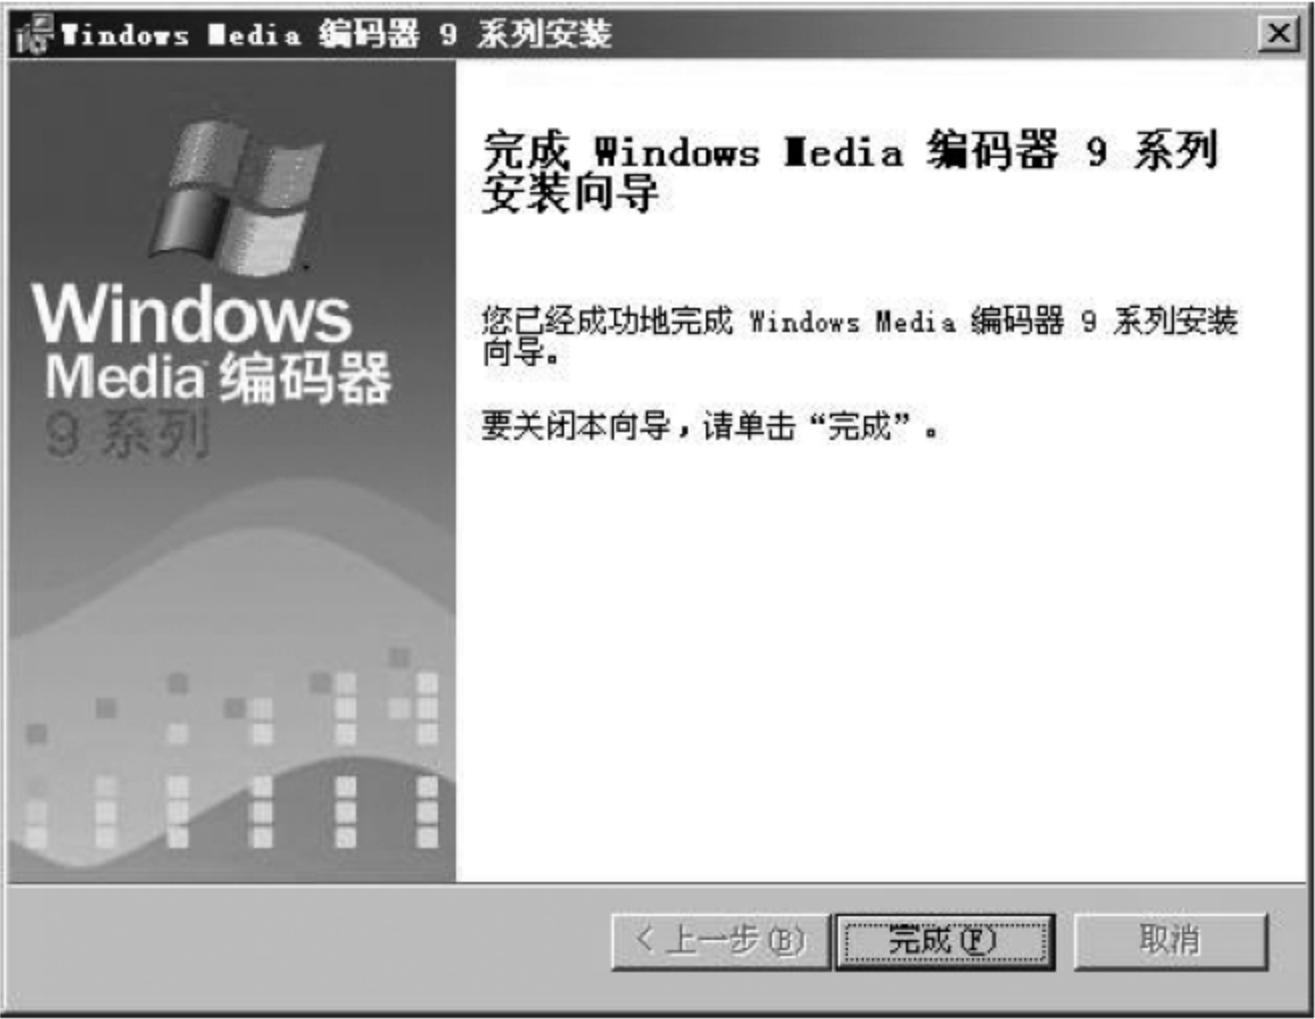 Windows Media 编码器 9 系列安装
Windows
Media 编码器
9 系列
完成 Windows Media 编码器 9 系列
安装向导
您已经成功地完成 Windows Media 编码器 9 系列安装
向导。
要关闭本向导，请单击“完成”。
< 上一步(B)
完成(F)
取消